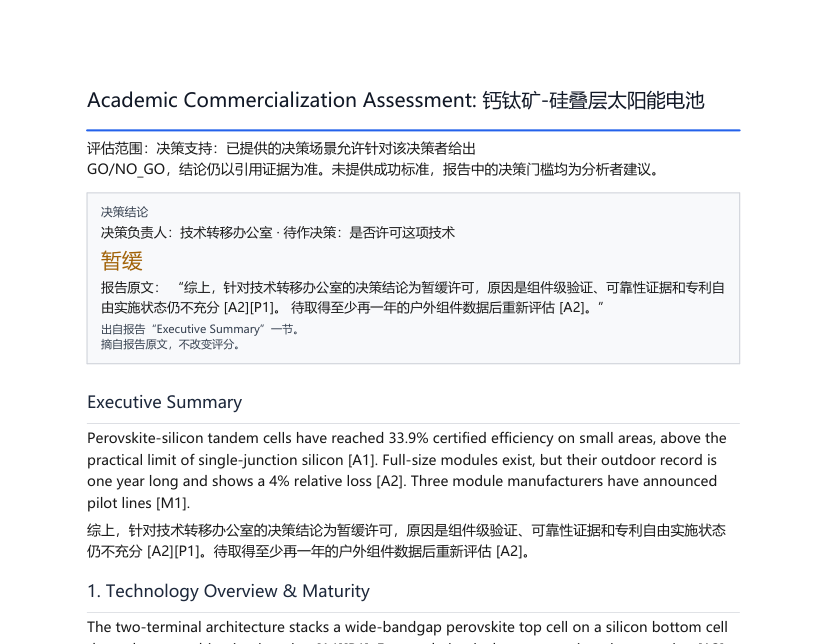 Academic Commercialization Assessment: 钙钛矿-硅叠层太阳能电池
评估范围：决策支持：已提供的决策场景允许针对该决策者给出
GO/NO_GO，结论仍以引用证据为准。未提供成功标准，报告中的决策门槛均为分析者建议。
决策结论
决策负责人：技术转移办公室 · 待作决策：是否许可这项技术
暂缓
报告原文： “综上，针对技术转移办公室的决策结论为暂缓许可，原因是组件级验证、可靠性证据和专利自
由实施状态仍不充分 [A2][P1]。 待取得至少再一年的户外组件数据后重新评估 [A2]。”
出自报告“Executive Summary”一节。
摘自报告原文，不改变评分。
Executive Summary
Perovskite-silicon tandem cells have reached 33.9% certified efficiency on small areas, above the
practical limit of single-junction silicon [A1]. Full-size modules exist, but their outdoor record is
one year long and shows a 4% relative loss [A2]. Three module manufacturers have announced
pilot lines [M1].
综上，针对技术转移办公室的决策结论为暂缓许可，原因是组件级验证、可靠性证据和专利自由实施状态
仍不充分 [A2][P1]。待取得至少再一年的户外组件数据后重新评估 [A2]。
1. Technology Overview & Maturity
The two-terminal architecture stacks a wide-bandgap perovskite top cell on a silicon bottom cell